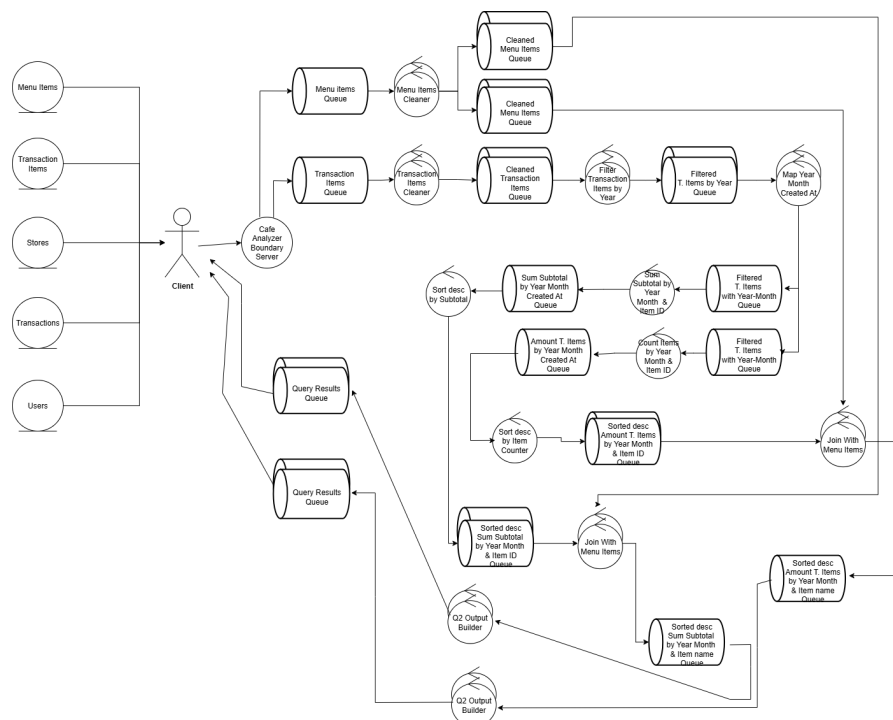 Cleaned
Menu Items
Queue
Menu Items
Menu items
Queue
Menu Items
Cleaner
Cleaned
Menu Items
Queue
Transaction
Items
Transaction
Items
Queue
Transaction
Items
Cleaner
Cleaned
Transaction
Items
Queue
Filter
Transaction
Items by
Year
Filtered
T. Items by Year
Queue
Map Year
Month
Created At
Stores
Client
Cafe
Analyzer
Boundary
Server
Sort desc
by Subtotal
Sum Subtotal
by Year Month
Created At
Queue
Sum
Subtotal by
Year
Month &
Item ID
Filtered
T. Items
with Year-Month
Queue
Transactions
Amount T. Items
by Year Month
Created At
Queue
Count Items
by Year
Month &
Item ID
Filtered
T. Items
with Year-Month
Queue
Users
Query Results
Queue
Sort desc
by Item
Counter
Sorted desc
Amount T. Items
by Year Month
& Item ID
Queue
Join With
Menu Items
Query Results
Queue
Sorted desc
Sum Subtotal
by Year Month
& Item ID
Queue
Join With
Menu Items
Sorted desc
Amount T. Items
by Year Month
& Item name
Queue
Q2 Output
Builder
Sorted desc
Sum Subtotal
by Year Month
& Item name
Queue
Q2 Output
Builder